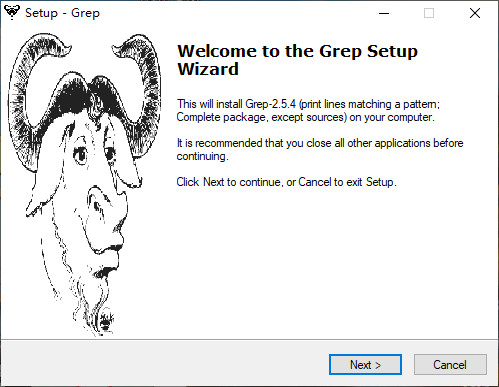 Setup - Grep
Welcome to the Grep Setup
Wizard
This will install Grep-2.5.4 (print lines matching a pattern;
Complete package, except sources) on your computer.
It is recommended that you close all other applications before
continuing.
Click Next to continue, or Cancel to exit Setup.
Next >
Cancel